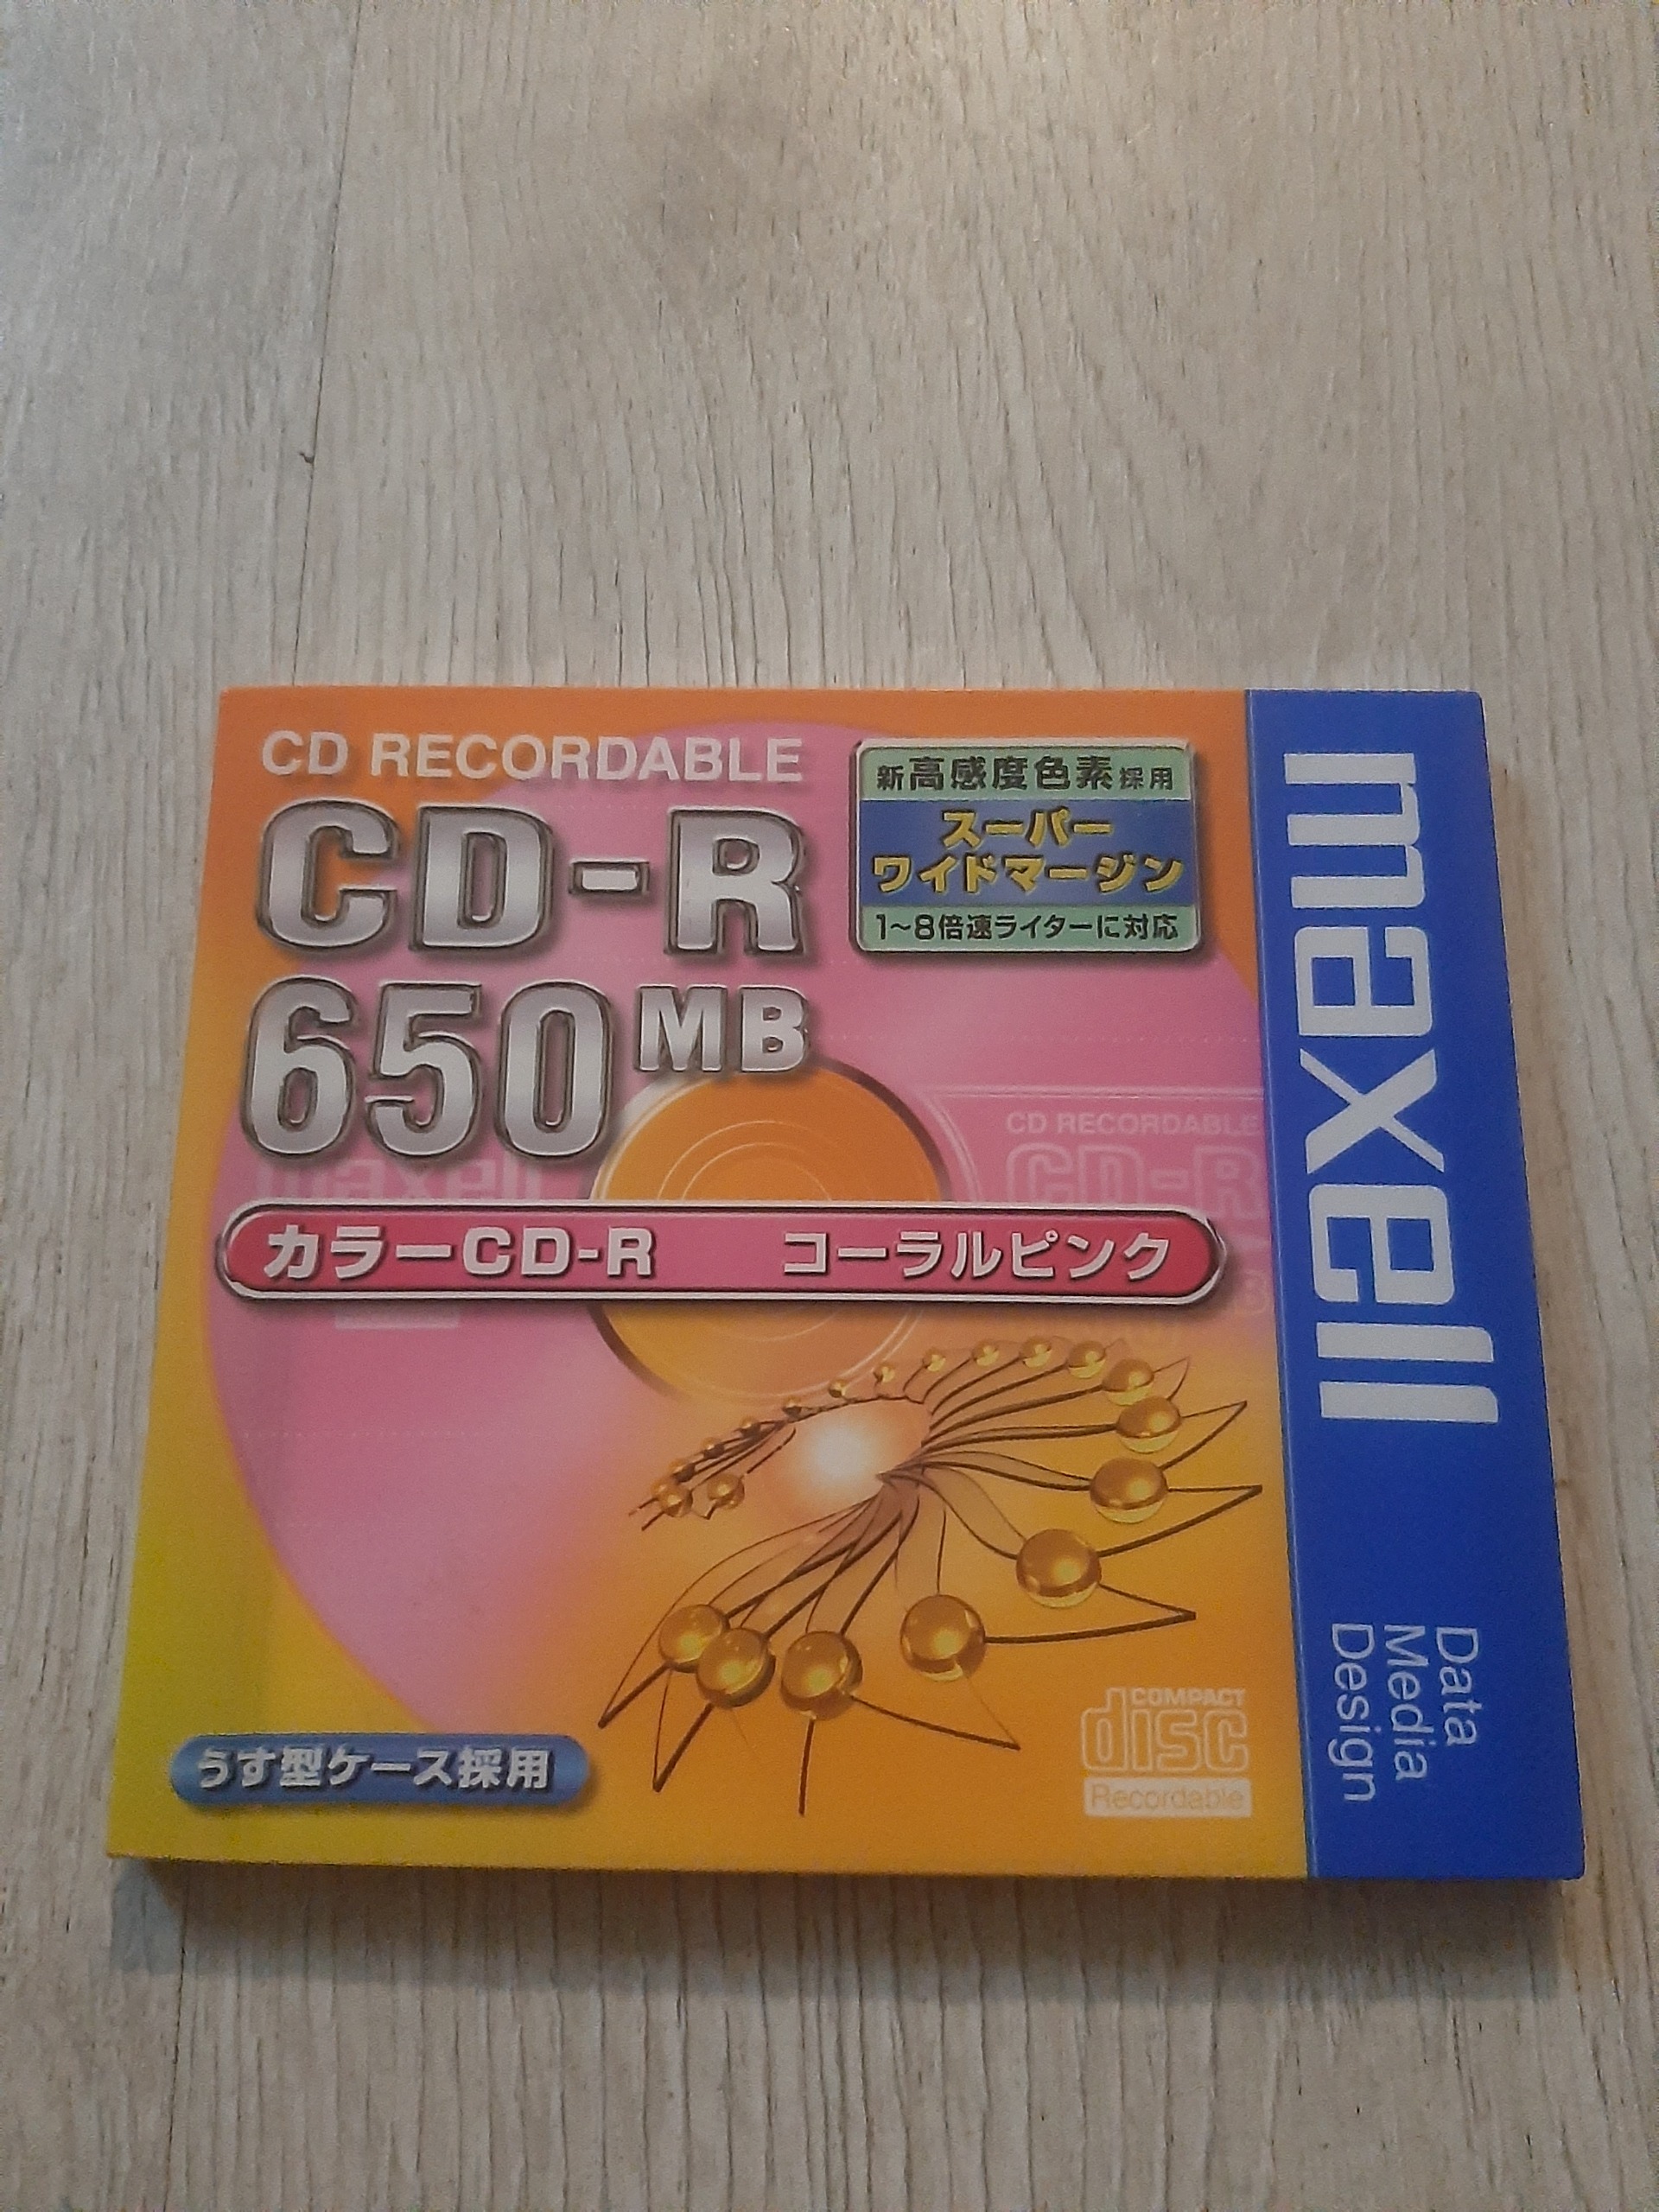 CD RECORDABLE
CD-R
650MB
新高感度色素採用
スーパー
ワイドマージン
1~8倍速ライターに対応
maxell
CD RECORDABLE
CD-R
カラーCD-R コーラルピンク
うす型ケース採用
COMPACT
disc
Recordable
maxell
Data
Media
Design